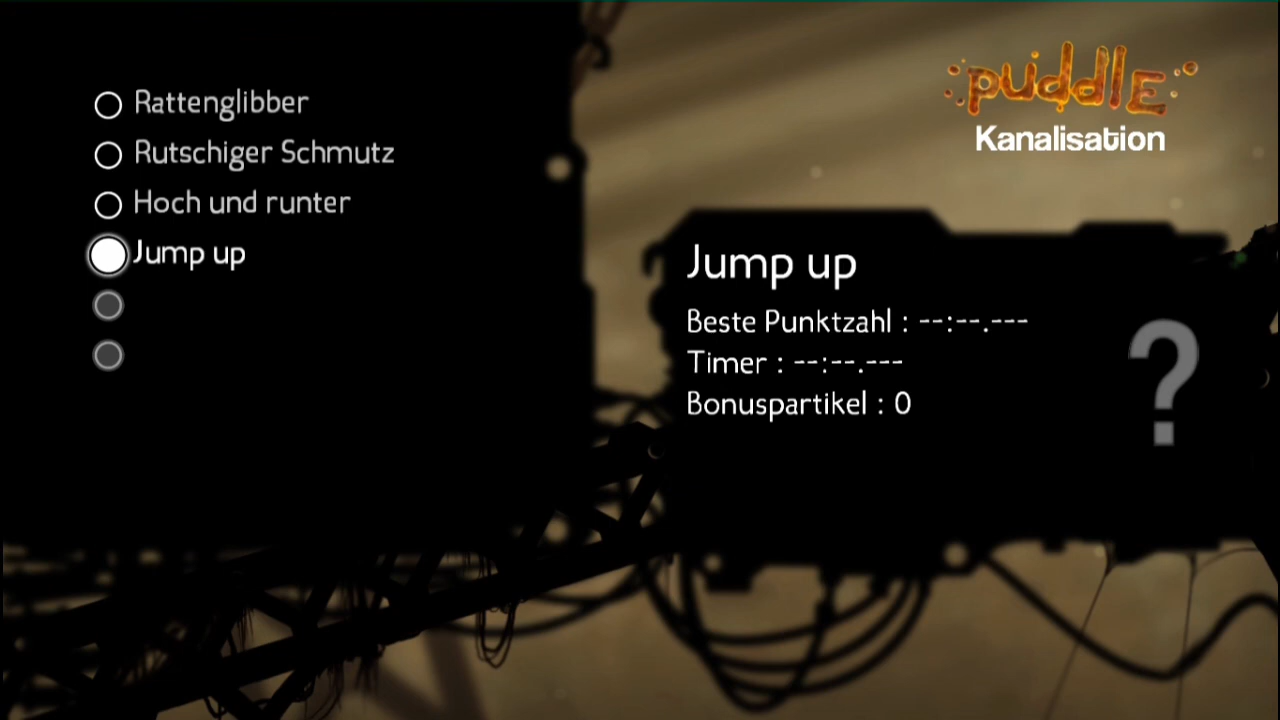 Rattenglibber
Rutschiger Schmutz
Hoch und runter
Jump up
puddle
Kanalisation
Jump up
Beste Punktzahl : --:--.---
Timer : --:--.---
Bonuspartikel : 0
?